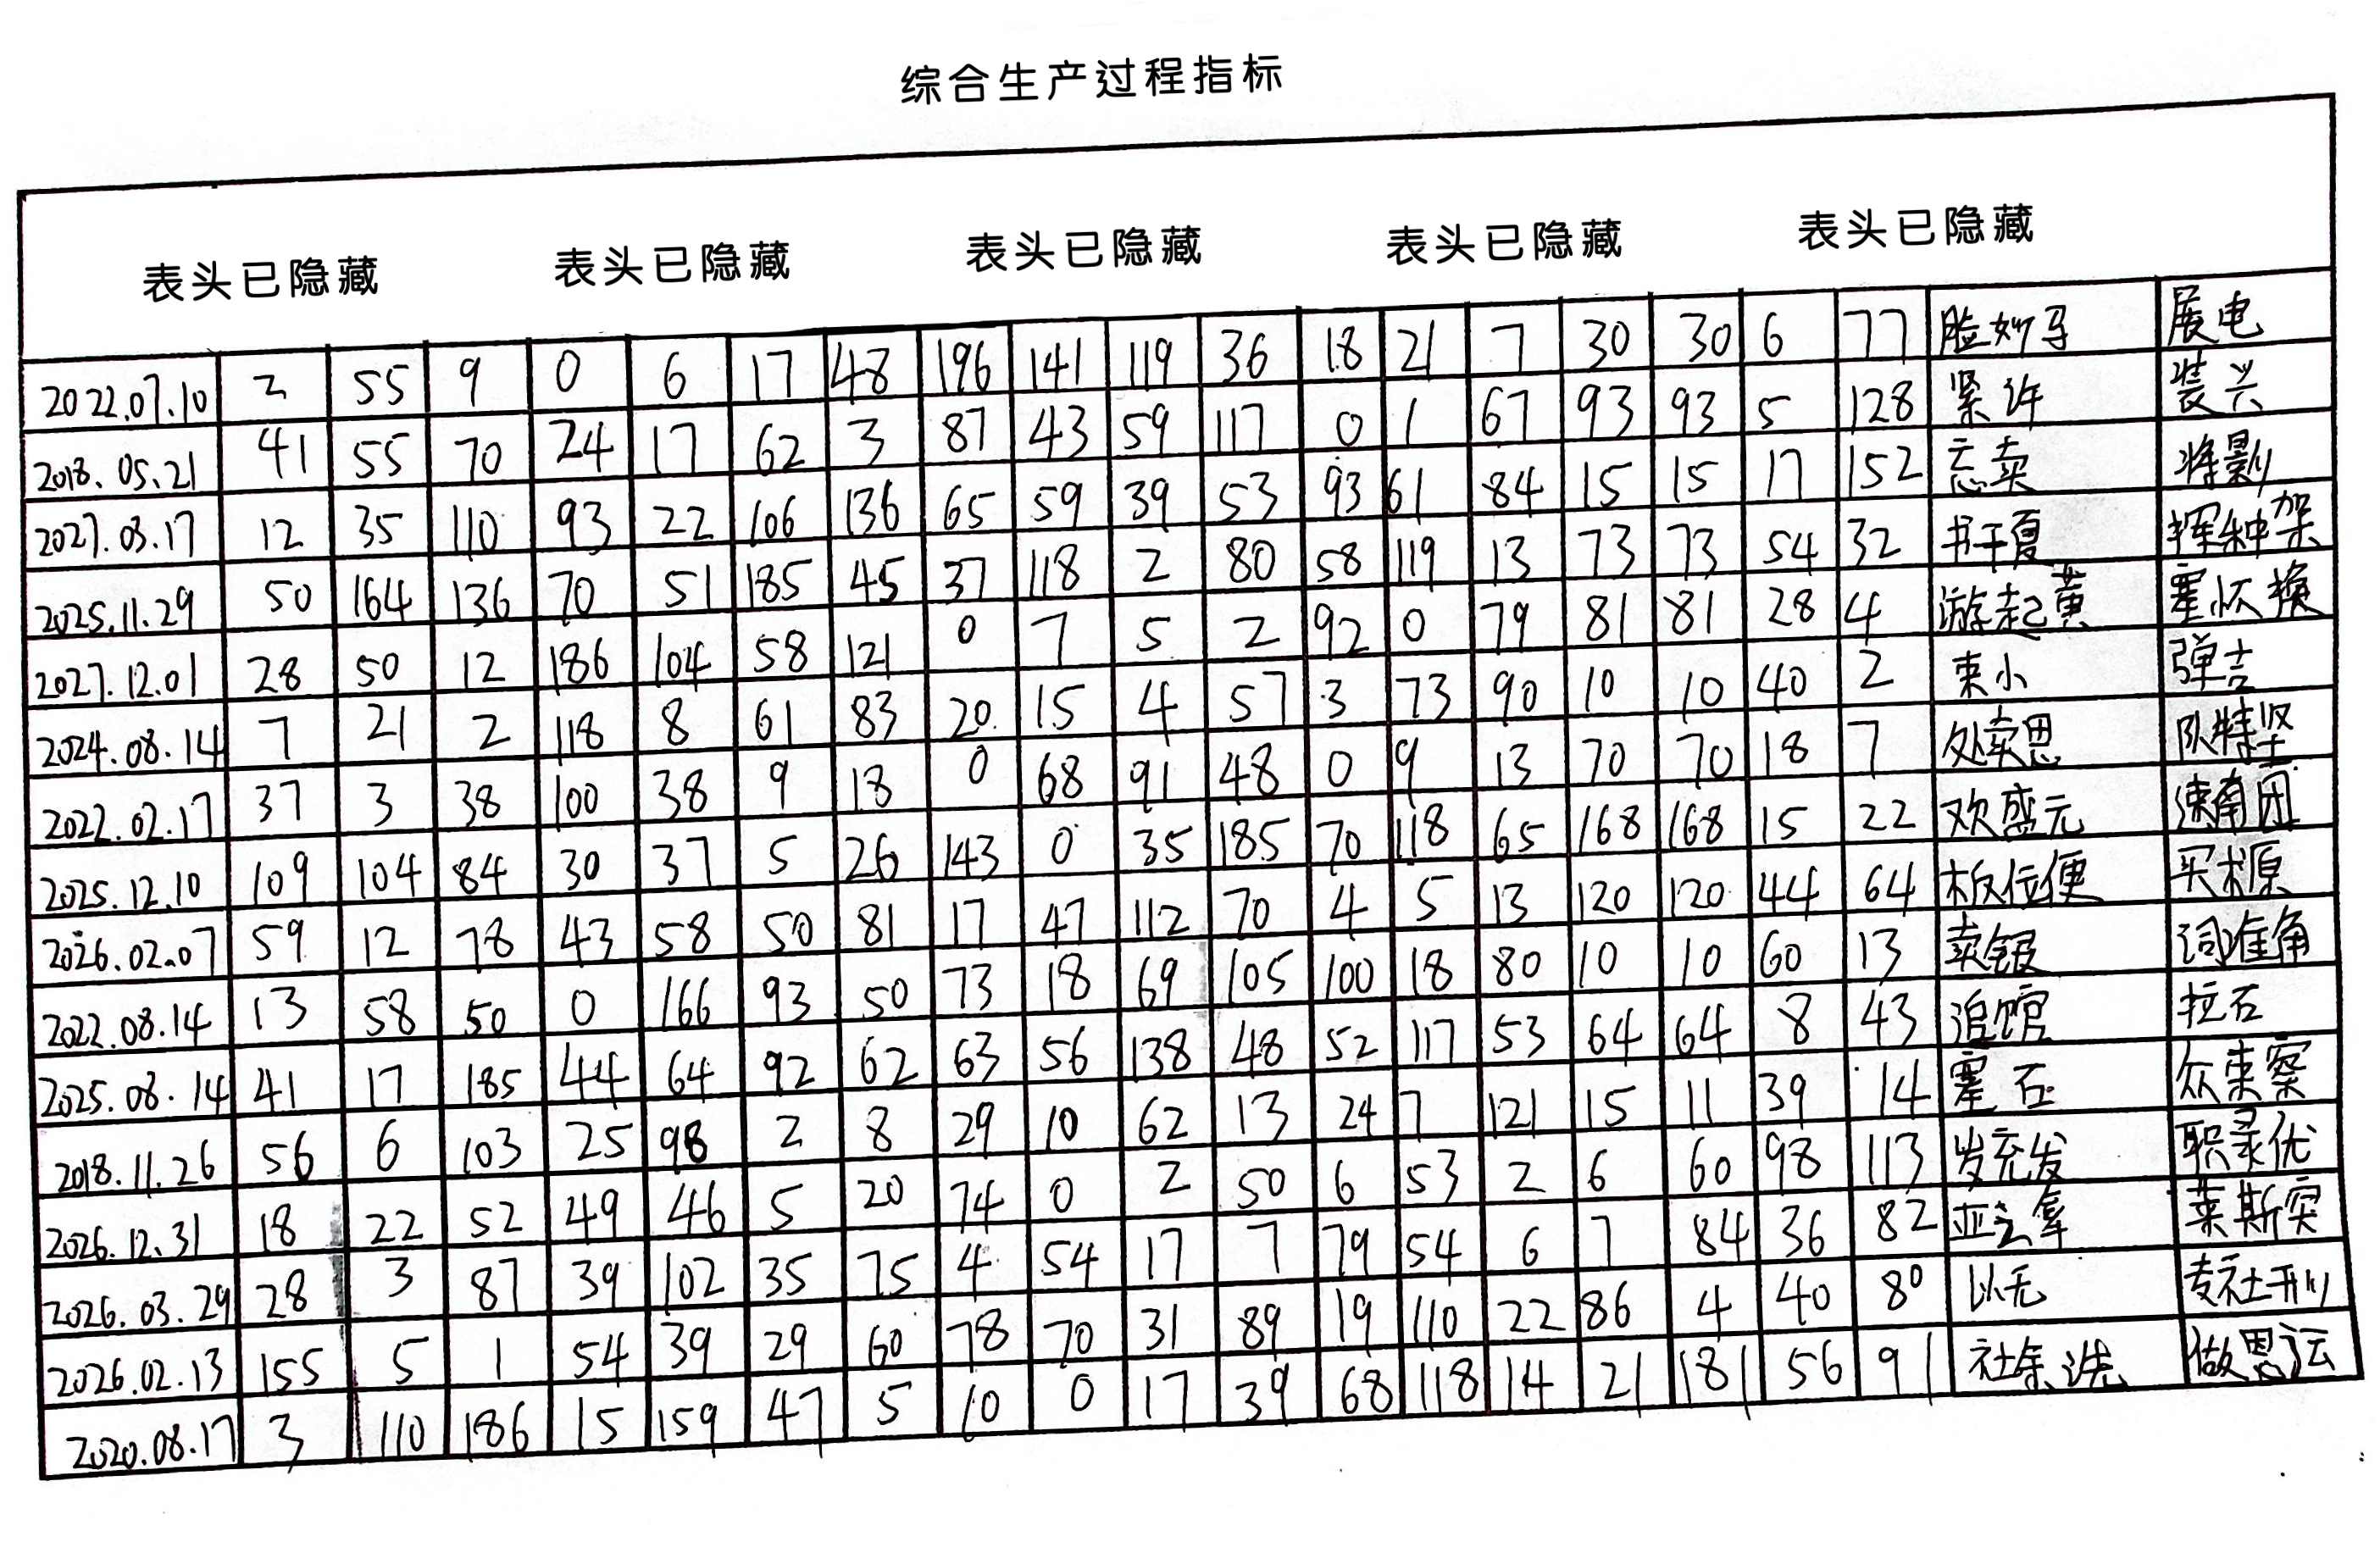 综合生产过程指标
表头已隐藏 表头已隐藏 表头已隐藏 表头已隐藏 表头已隐藏
2022.07.10 2 55 9 0 6 17 48 196 141 119 36 18 21 7 30 30 6 77 脸妙马 展电
2018.05.21 41 55 70 24 17 62 3 87 43 59 117 0 1 67 93 93 5 128 紧许 装兴
2027.03.17 12 35 110 93 22 106 136 65 59 39 53 93 61 84 15 15 17 152 忘卖 将影
2025.11.29 50 164 136 70 51 185 45 37 118 2 80 58 119 13 73 73 54 32 书干夏 挥种架
2027.12.01 28 50 12 186 104 58 121 0 7 5 2 92 0 79 81 81 28 4 游起黄 塞怀换
2024.08.14 7 21 2 118 8 61 83 20 15 4 57 3 73 90 10 10 40 2 束小 弹吉
2022.02.17 37 3 38 100 38 9 18 0 68 91 48 0 9 13 70 70 18 7 处卖恩 队特坚
2025.12.10 109 104 84 30 37 5 26 143 0 35 185 70 118 65 168 168 15 22 欢盛元 速南团
2026.02.07 59 12 78 43 58 50 81 17 47 112 70 4 5 13 120 120 44 64 板位便 买术原
2022.08.14 13 58 50 0 166 93 50 73 18 69 105 100 18 80 10 10 60 13 卖级 词准角
2025.08.14 41 17 185 44 64 92 62 63 56 138 48 52 117 53 64 64 8 43 追馆 拉石
2018.11.26 56 6 103 25 98 2 8 29 10 62 13 24 7 121 15 11 39 14 塞石 众束察
2026.12.31 18 22 52 49 46 5 20 74 0 2 50 6 53 2 6 60 98 113 发充发 职录优
2026.03.29 28 3 87 39 102 35 75 4 54 17 7 79 54 6 7 84 36 82 亚主拿 莱斯突
2026.02.13 155 5 1 54 39 29 60 78 70 31 89 19 110 22 86 4 40 80 以无 专社刑
2020.08.17 3 110 186 15 159 47 5 10 0 17 39 68 118 14 21 181 56 91 社余洗 做恩运